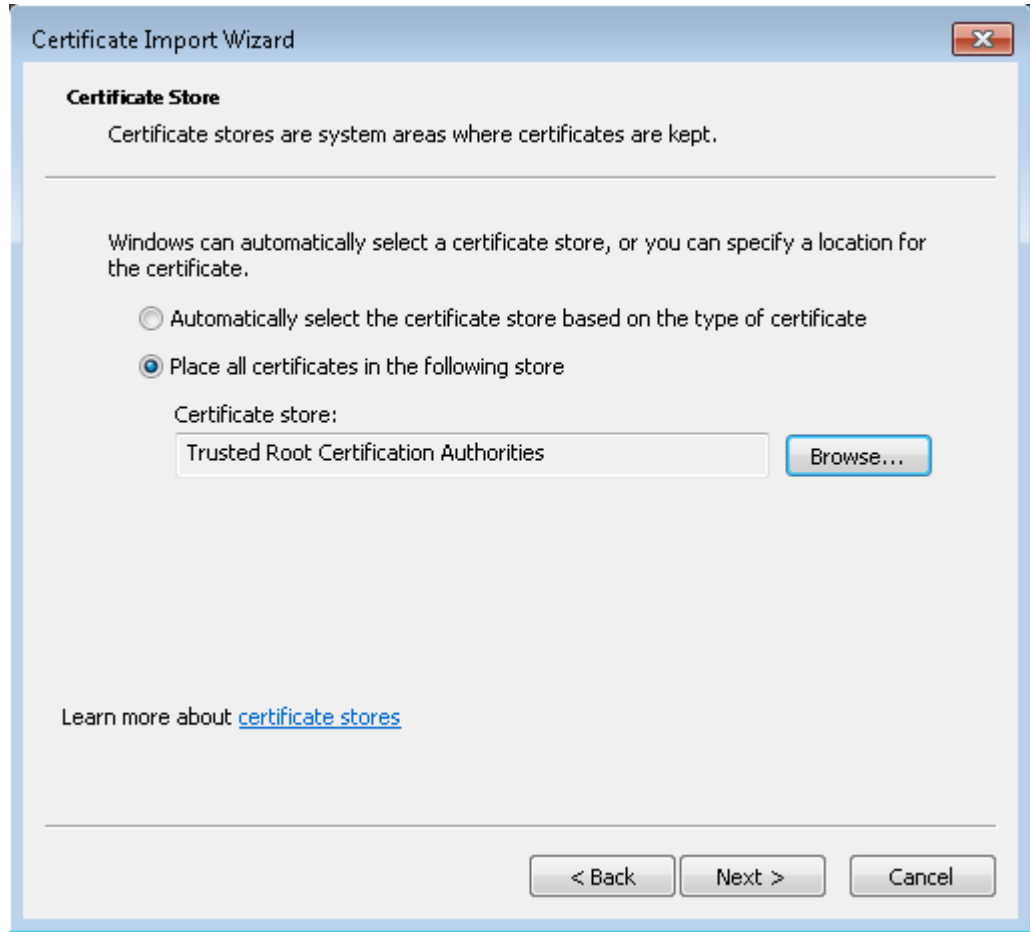 Certificate Import Wizard
Certificate Store
Certificate stores are system areas where certificates are kept.
Windows can automatically select a certificate store, or you can specify a location for
the certificate.
Automatically select the certificate store based on the type of certificate
Place all certificates in the following store
Certificate store:
Trusted Root Certification Authorities
Browse...
Learn more about certificate stores
< Back
Next >
Cancel